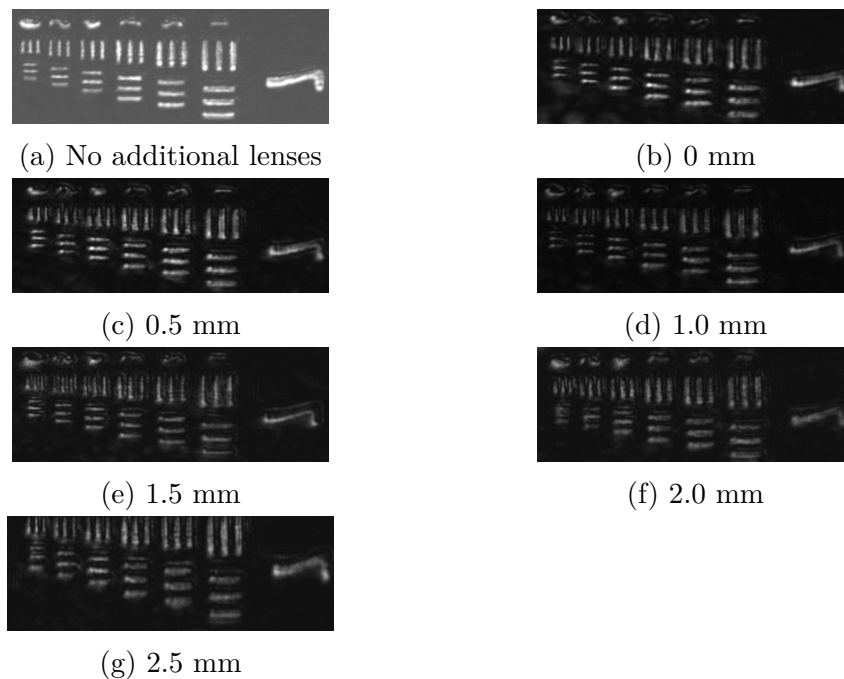 (a) No additional lenses
(b) 0 mm
(c) 0.5 mm
(d) 1.0 mm
(e) 1.5 mm
(f) 2.0 mm
(g) 2.5 mm